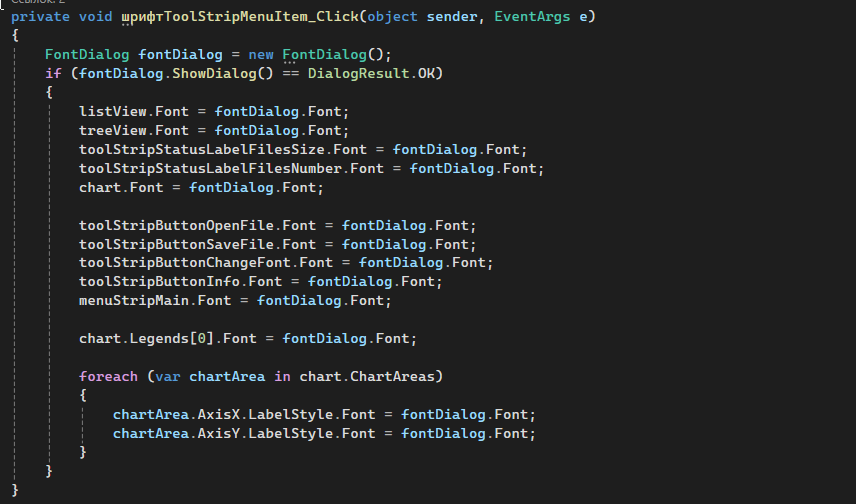 Ссылок: 2
private void шрифтToolStripMenuItem_Click(object sender, EventArgs e)
{
FontDialog fontDialog = new FontDialog();
if (fontDialog.ShowDialog() == DialogResult.OK)
{
listView.Font = fontDialog.Font;
treeView.Font = fontDialog.Font;
toolStripStatusLabelFilesSize.Font = fontDialog.Font;
toolStripStatusLabelFilesNumber.Font = fontDialog.Font;
chart.Font = fontDialog.Font;
toolStripButtonOpenFile.Font = fontDialog.Font;
toolStripButtonSaveFile.Font = fontDialog.Font;
toolStripButtonChangeFont.Font = fontDialog.Font;
toolStripButtonInfo.Font = fontDialog.Font;
menuStripMain.Font = fontDialog.Font;
chart.Legends[0].Font = fontDialog.Font;
foreach (var chartArea in chart.ChartAreas)
{
chartArea.AxisX.LabelStyle.Font = fontDialog.Font;
chartArea.AxisY.LabelStyle.Font = fontDialog.Font;
}
}
}